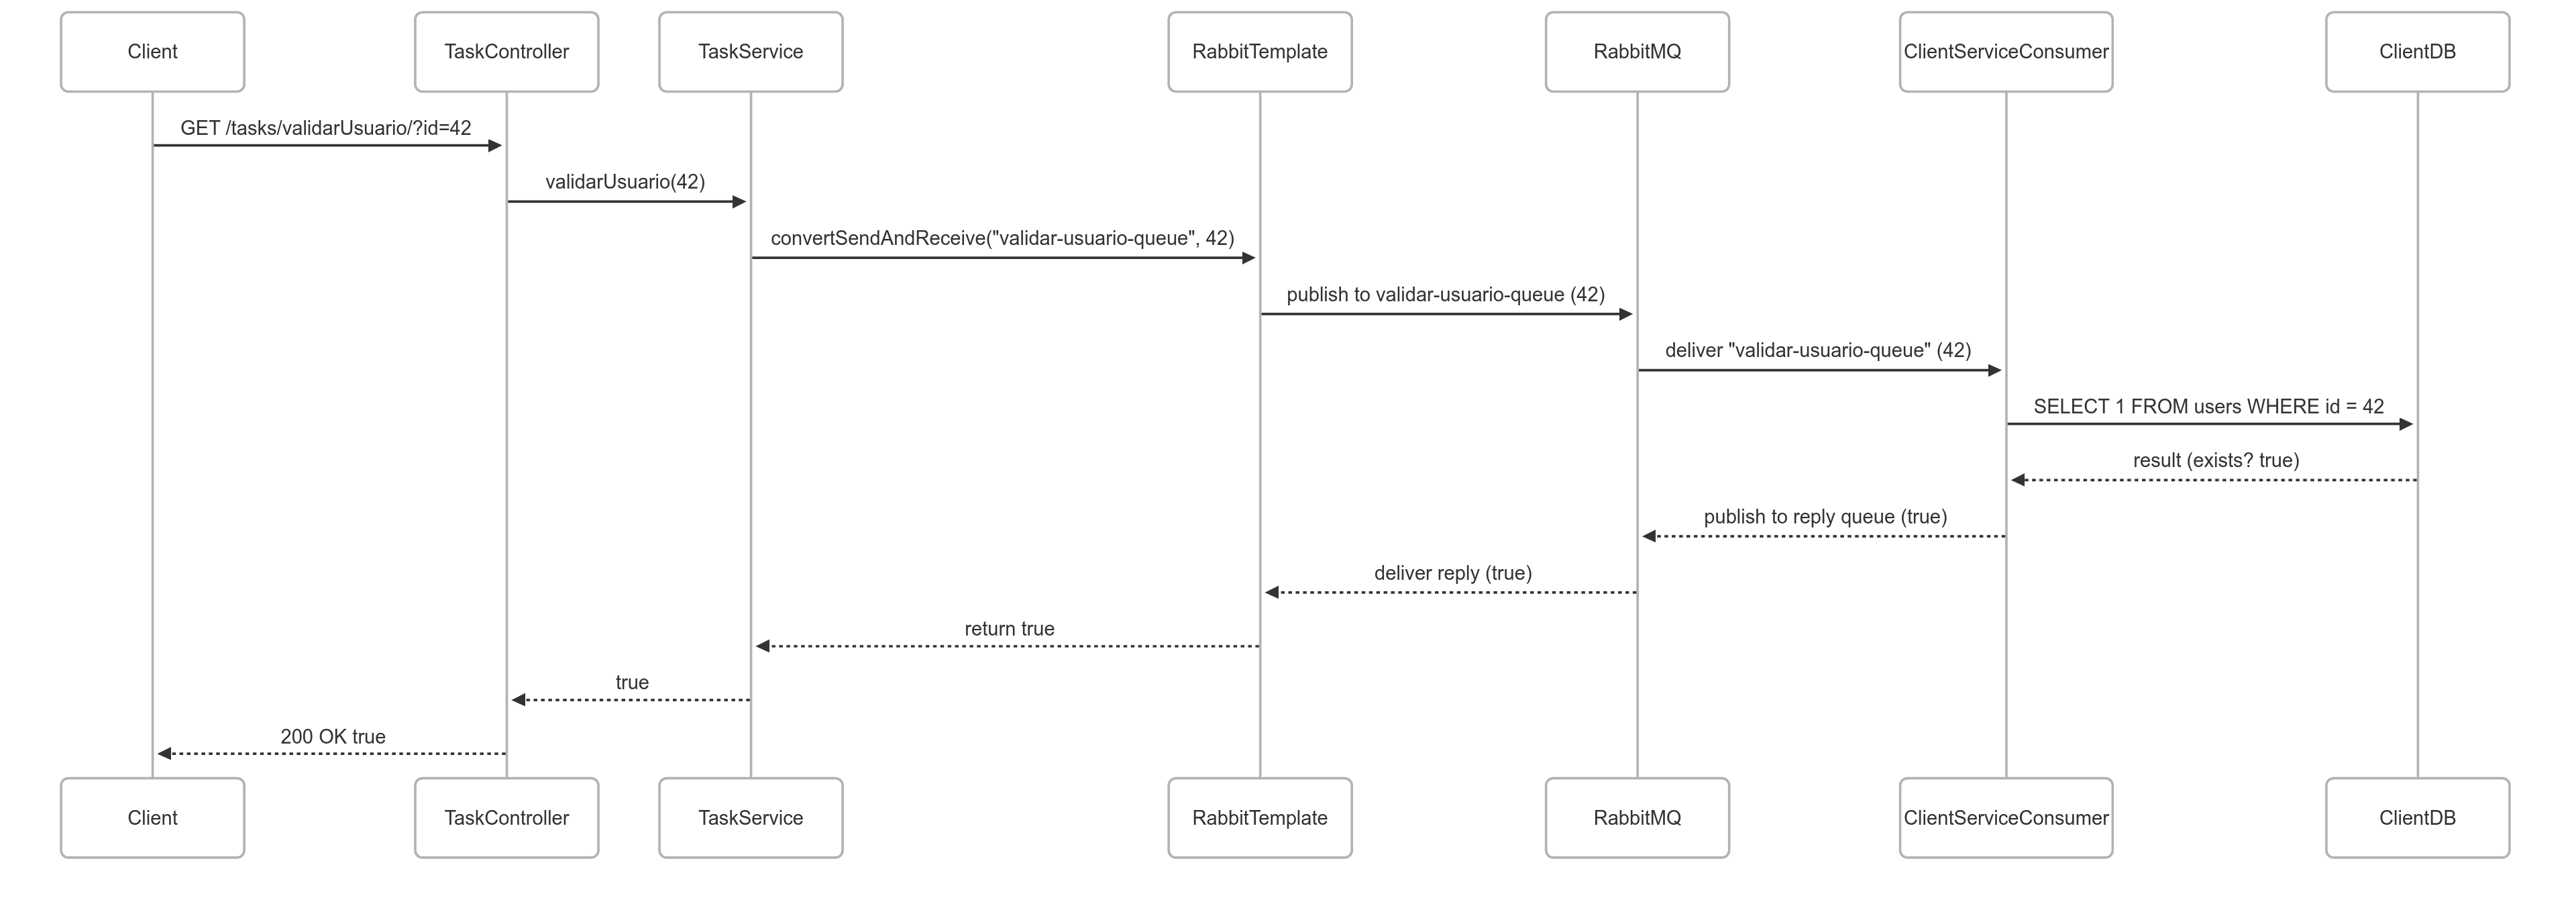 Client
TaskController
TaskService
RabbitTemplate
RabbitMQ
ClientServiceConsumer
ClientDB
GET /tasks/validarUsuario/?id=42
validarUsuario(42)
convertSendAndReceive("validar-usuario-queue", 42)
publish to validar-usuario-queue (42)
deliver "validar-usuario-queue" (42)
SELECT 1 FROM users WHERE id = 42
result (exists? true)
publish to reply queue (true)
deliver reply (true)
return true
true
200 OK true
Client
TaskController
TaskService
RabbitTemplate
RabbitMQ
ClientServiceConsumer
ClientDB